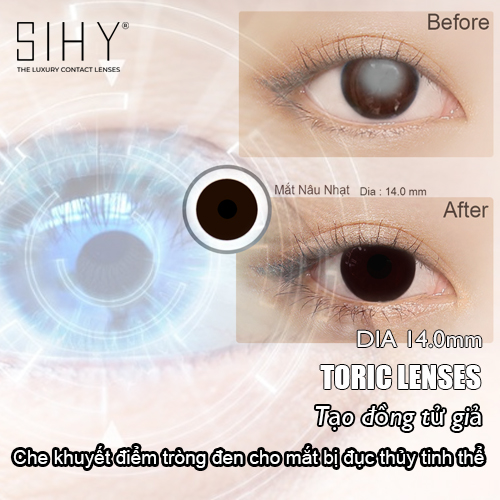 SIHY®
THE LUXURY CONTACT LENSES
Before
Mắt Nâu Nhạt Dia : 14.0 mm
After
DIA 14.0mm
TORIC LENSES
Tạo đồng tử giả
Che khuyết điểm tròng đen cho mắt bị đục thủy tinh thể